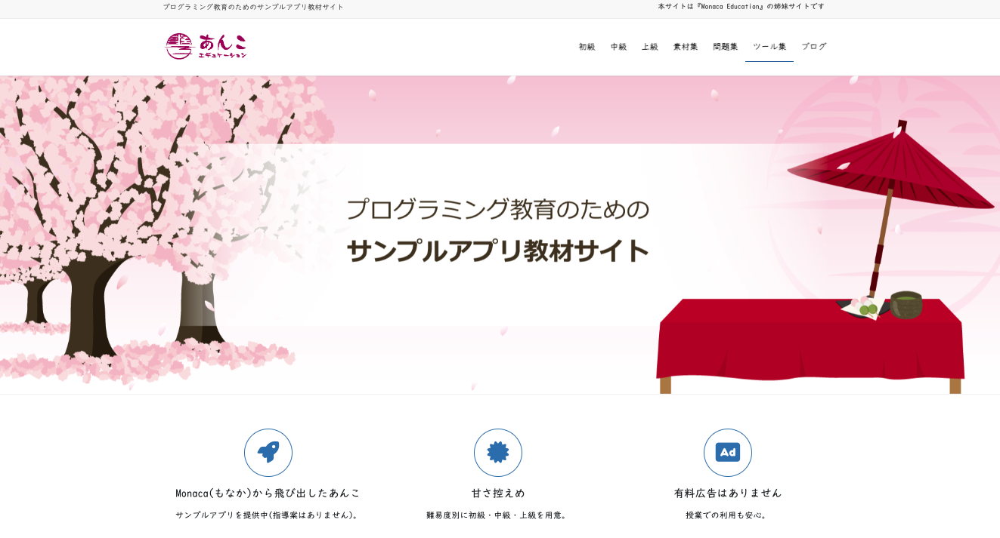 プログラミング教育のためのサンプルアプリ教材サイト
本サイトは『Monaca Education』の姉妹サイトです
あんこ
エデュケーション
初級 中級 上級 素材集 問題集 ツール集 ブログ
プログラミング教育のための
サンプルアプリ教材サイト
Ad
Monaca(もなか)から飛び出したあんこ
サンプルアプリを提供中(指導案はありません)。
甘さ控えめ
難易度別に初級・中級・上級を用意。
有料広告はありません
授業での利用も安心。